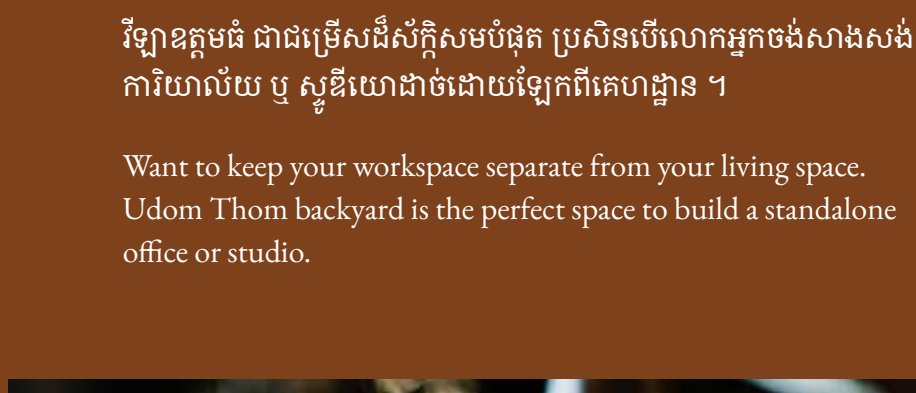 វីឡាឧត្តមធំ ជាជម្រើសដ៏ស័ក្តិសមបំផុត ប្រសិនបើលោកអ្នកចង់សាងសង់
ការិយាល័យ ឬ ស្ទូឌីយោដាច់ដោយឡែកពីគេហដ្ឋាន ។
Want to keep your workspace separate from your living space.
Udom Thom backyard is the perfect space to build a standalone
office or studio.